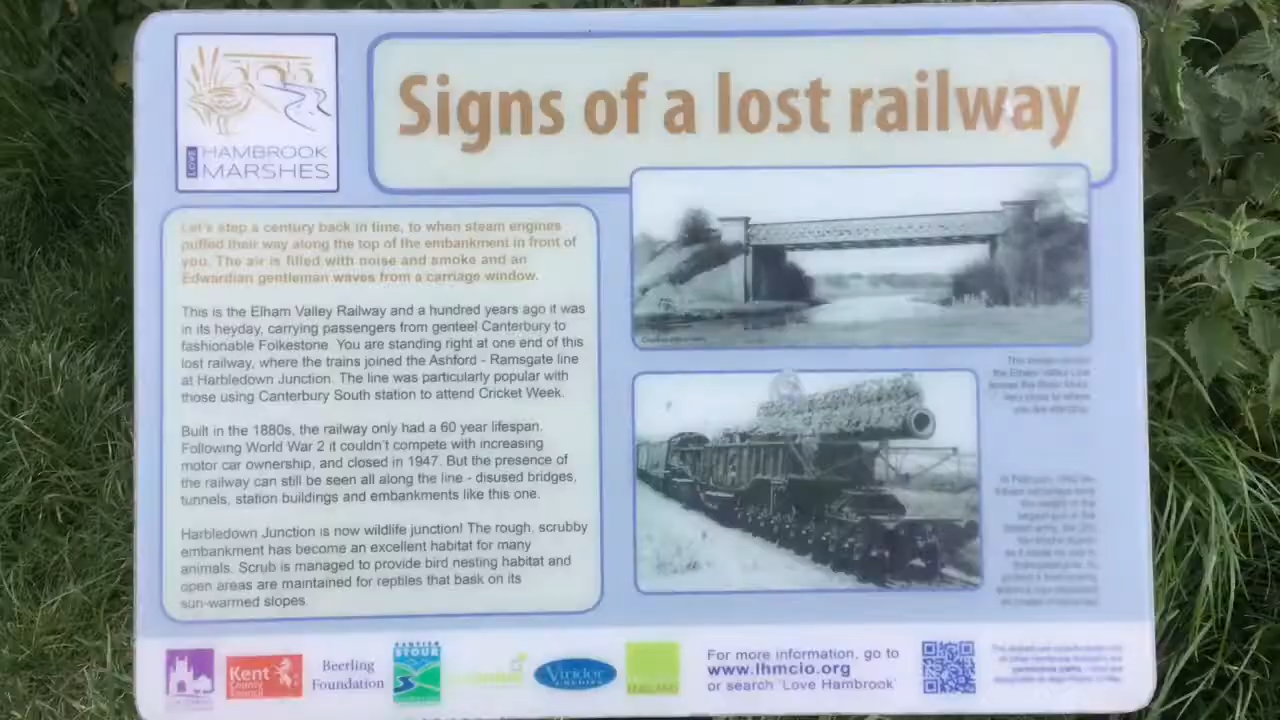 Signs of a lost railway
LOVE
HAMBROOK
MARSHES
Let's step a century back in time, to when steam engines
puffed their way along the top of the embankment in front of
you. The air is filled with noise and smoke and an
Edwardian gentleman waves from a carriage window.
This is the Elham Valley Railway and a hundred years ago it was
in its heyday, carrying passengers from genteel Canterbury to
fashionable Folkestone. You are standing right at one end of this
lost railway, where the trains joined the Ashford - Ramsgate line
at Harbledown Junction. The line was particularly popular with
those using Canterbury South station to attend Cricket Week.
Built in the 1880s, the railway only had a 60 year lifespan.
Following World War 2 it couldn't compete with increasing
motor car ownership, and closed in 1947. But the presence of
the railway can still be seen all along the line - disused bridges,
tunnels, station buildings and embankments like this one.
Harbledown Junction is now wildlife junction! The rough, scrubby
embankment has become an excellent habitat for many
animals. Scrub is managed to provide bird nesting habitat and
open areas are maintained for reptiles that bask on its
sun-warmed slopes.
the Elham Valley Line
you are standing.
Kent
County
Council
Beerling
Foundation
STOUR
Viridor
CREDITS
For more information, go to
www.lhmcio.org
or search 'Love Hambrook'